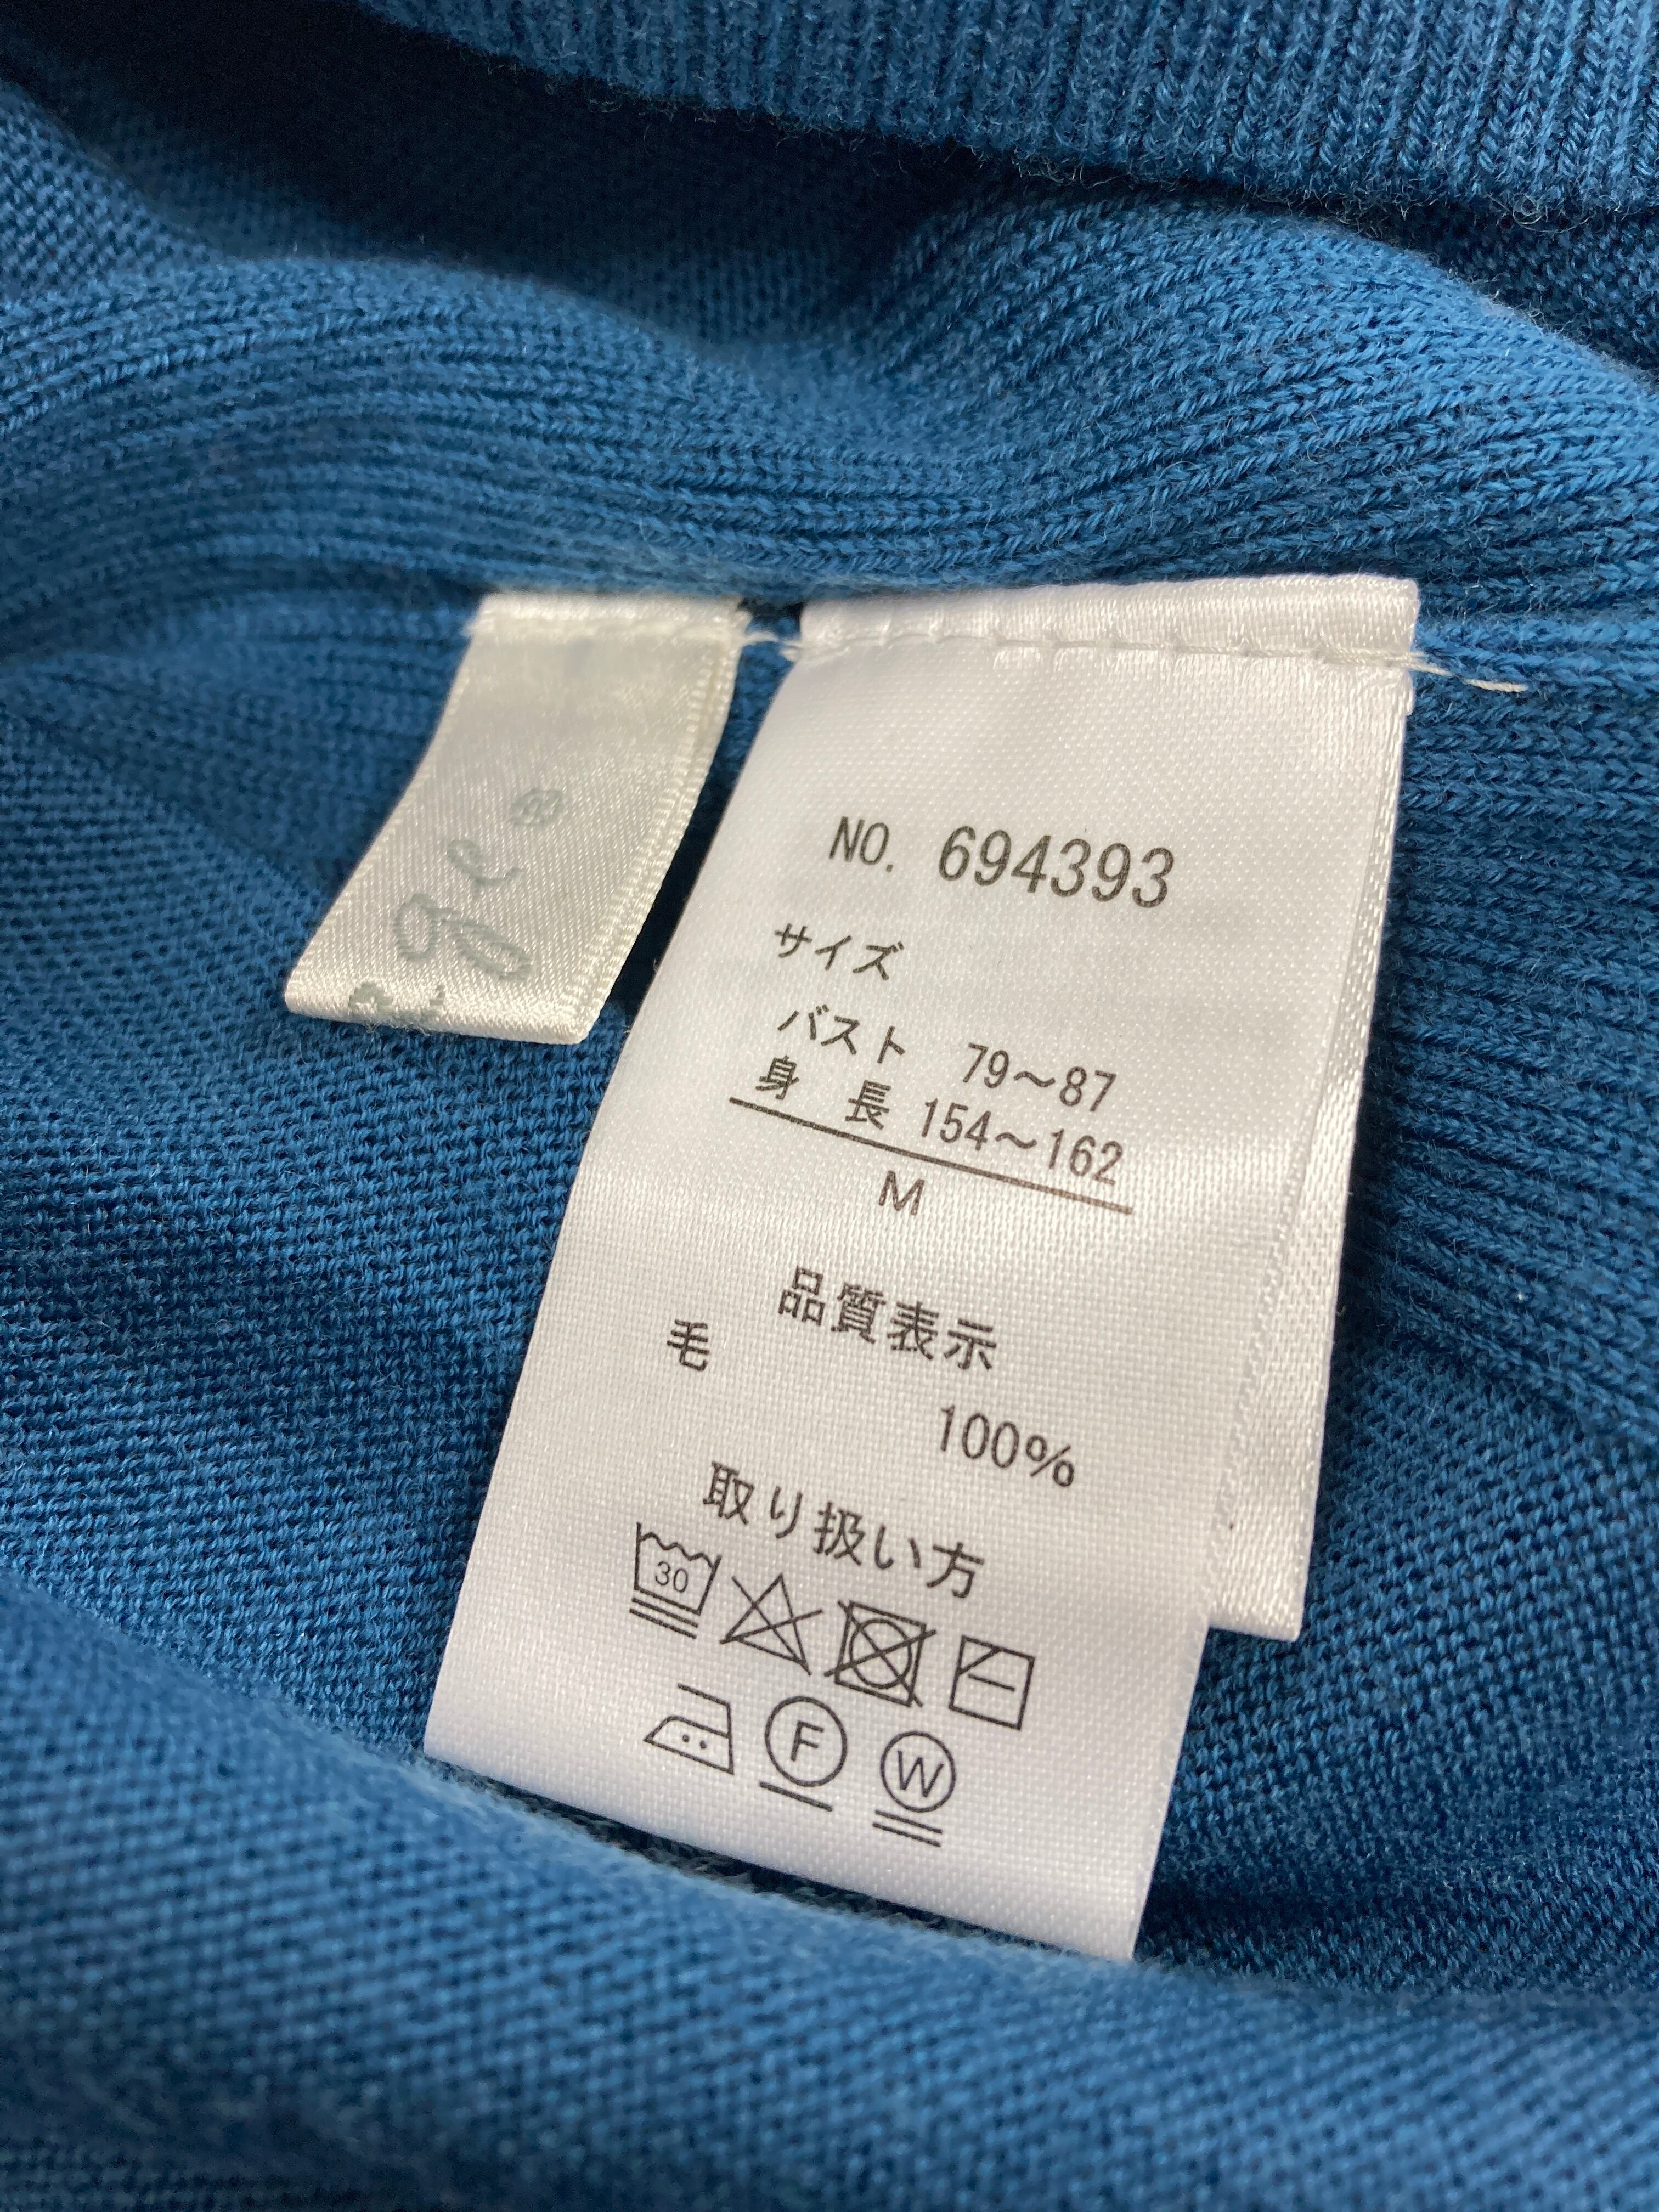 NO. 694393
サイズ
バスト 79～87
身 長 154～162
M
品質表示
毛
100%
取り扱い方
30
F
W